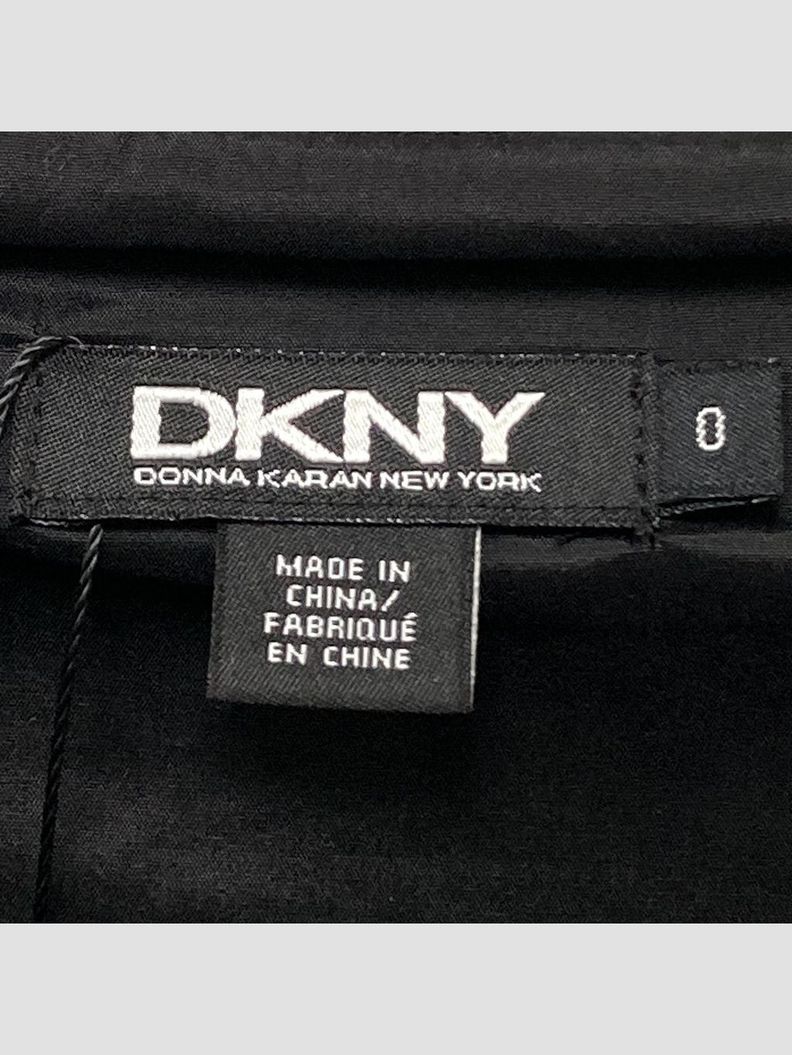 DKNY
DONNA KARAN NEW YORK
0
MADE IN
CHINA/
FABRIQUÉ
EN CHINE